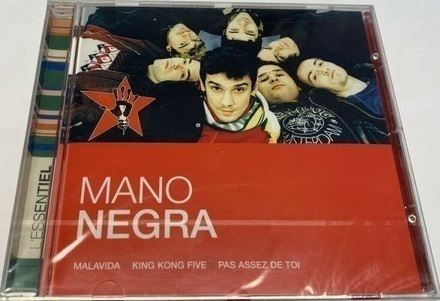 L'ESSENTIEL
MANO
NEGRA
MALAVIDA KING KONG FIVE PAS ASSEZ DE TOI